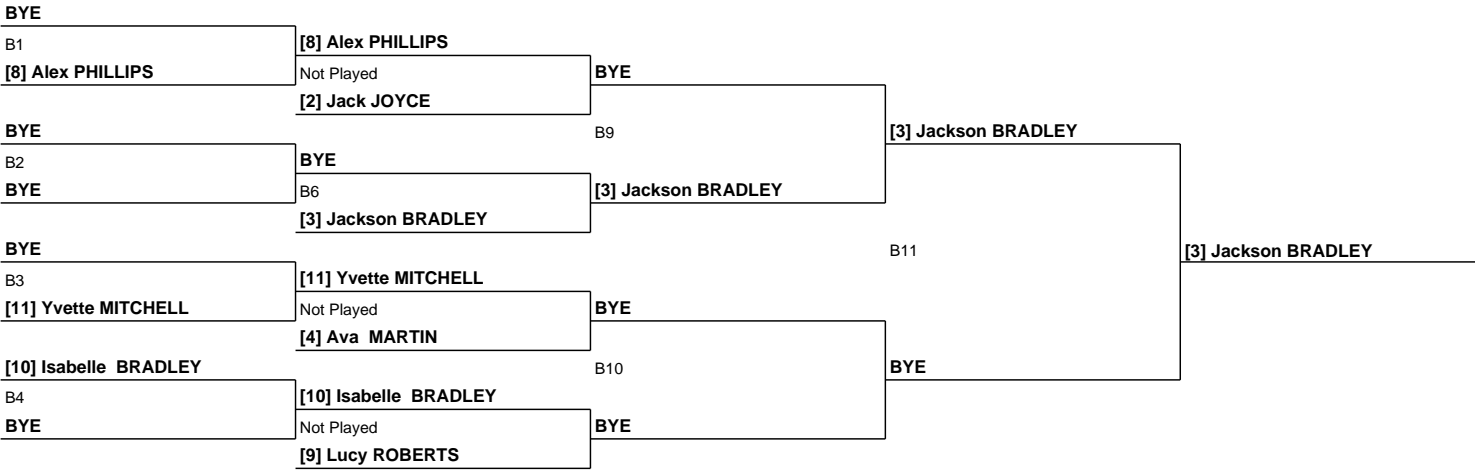 BYE
B1
[8] Alex PHILLIPS
[8] Alex PHILLIPS
Not Played
[2] Jack JOYCE
BYE
BYE
B2
BYE
BYE
B6
[3] Jackson BRADLEY
B9
[3] Jackson BRADLEY
[3] Jackson BRADLEY
BYE
B3
[11] Yvette MITCHELL
[11] Yvette MITCHELL
Not Played
[4] Ava MARTIN
BYE
[10] Isabelle BRADLEY
B4
BYE
[10] Isabelle BRADLEY
Not Played
[9] Lucy ROBERTS
B10
BYE
BYE
B11
[3] Jackson BRADLEY